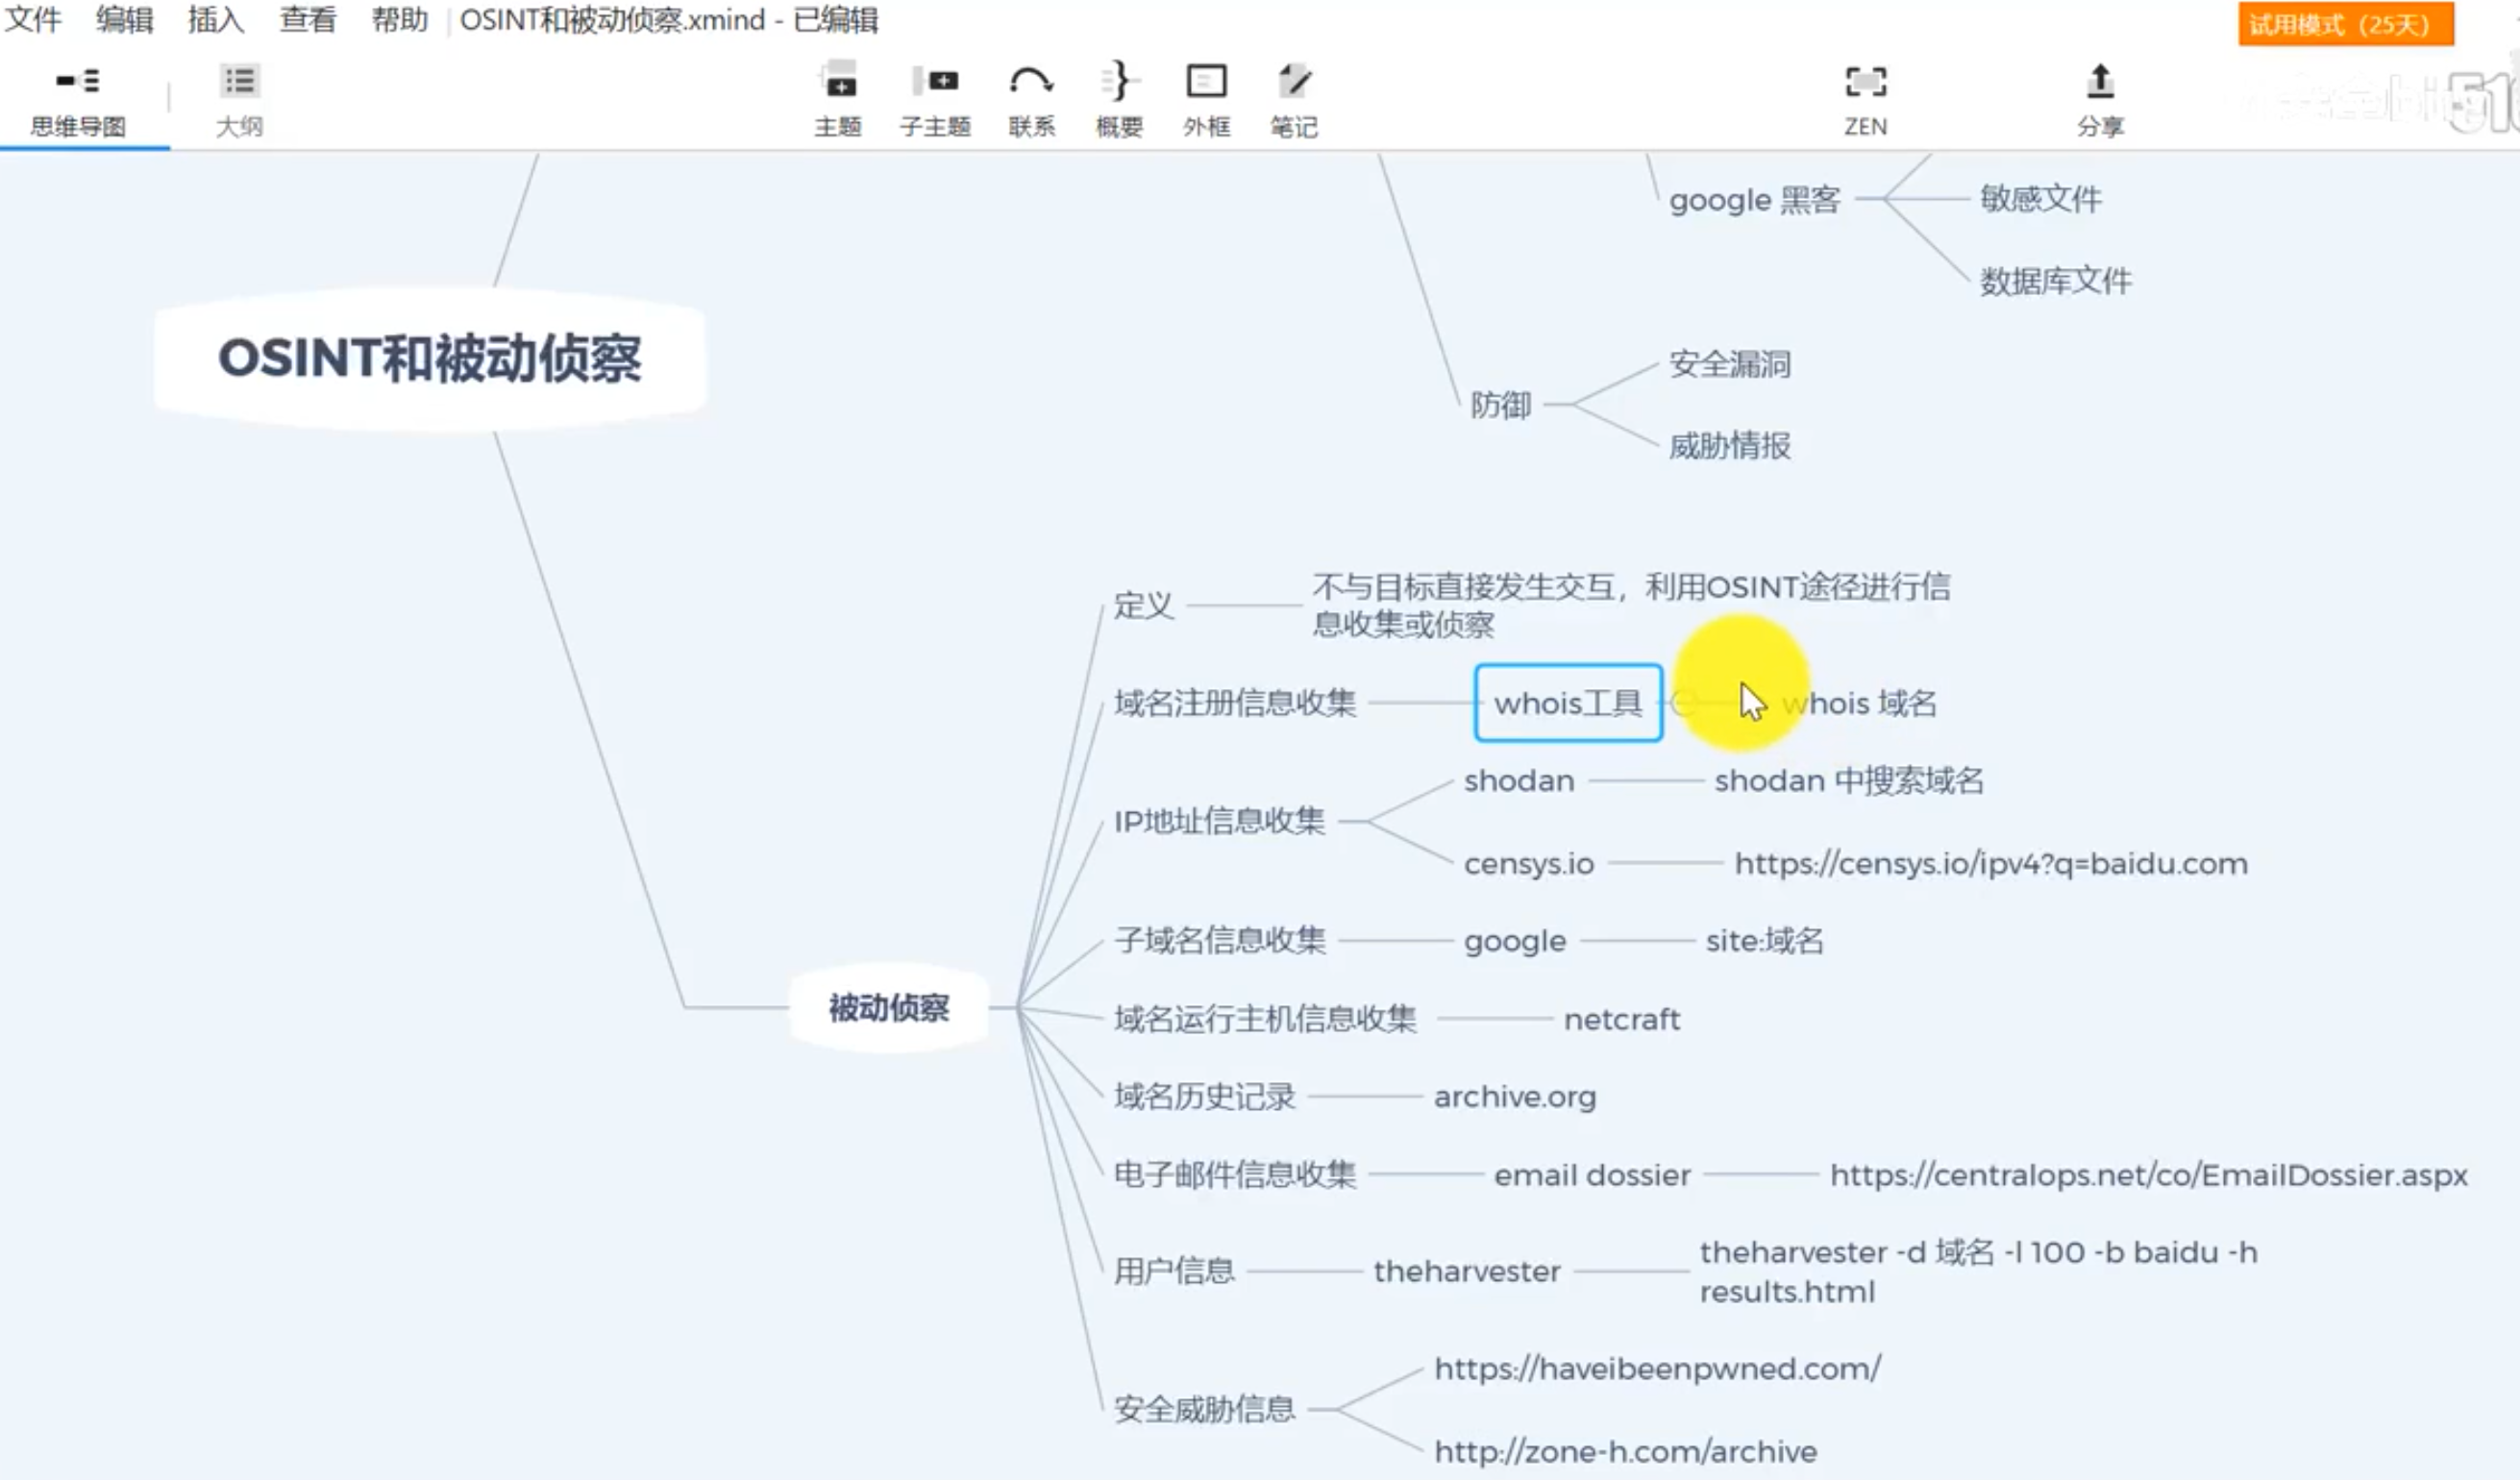 文件 编辑 插入 查看 帮助 OSINT和被动侦察.xmind - 已编辑
试用模式（25天）
思维导图 大纲 主题 子主题 联系 概要 外框 笔记 ZEN 分享
google 黑客
敏感文件
数据库文件
OSINT和被动侦察
防御
安全漏洞
威胁情报
被动侦察
定义
不与目标直接发生交互，利用OSINT途径进行信
息收集或侦察
域名注册信息收集 whois工具 whois 域名
IP地址信息收集
shodan shodan 中搜索域名
censys.io https://censys.io/ipv4?q=baidu.com
子域名信息收集 google site:域名
域名运行主机信息收集 netcraft
域名历史记录 archive.org
电子邮件信息收集 email dossier https://centralops.net/co/EmailDossier.aspx
用户信息 theharvester
theharvester -d 域名 -l 100 -b baidu -h
results.html
安全威胁信息
https://haveibeenpwned.com/
http://zone-h.com/archive